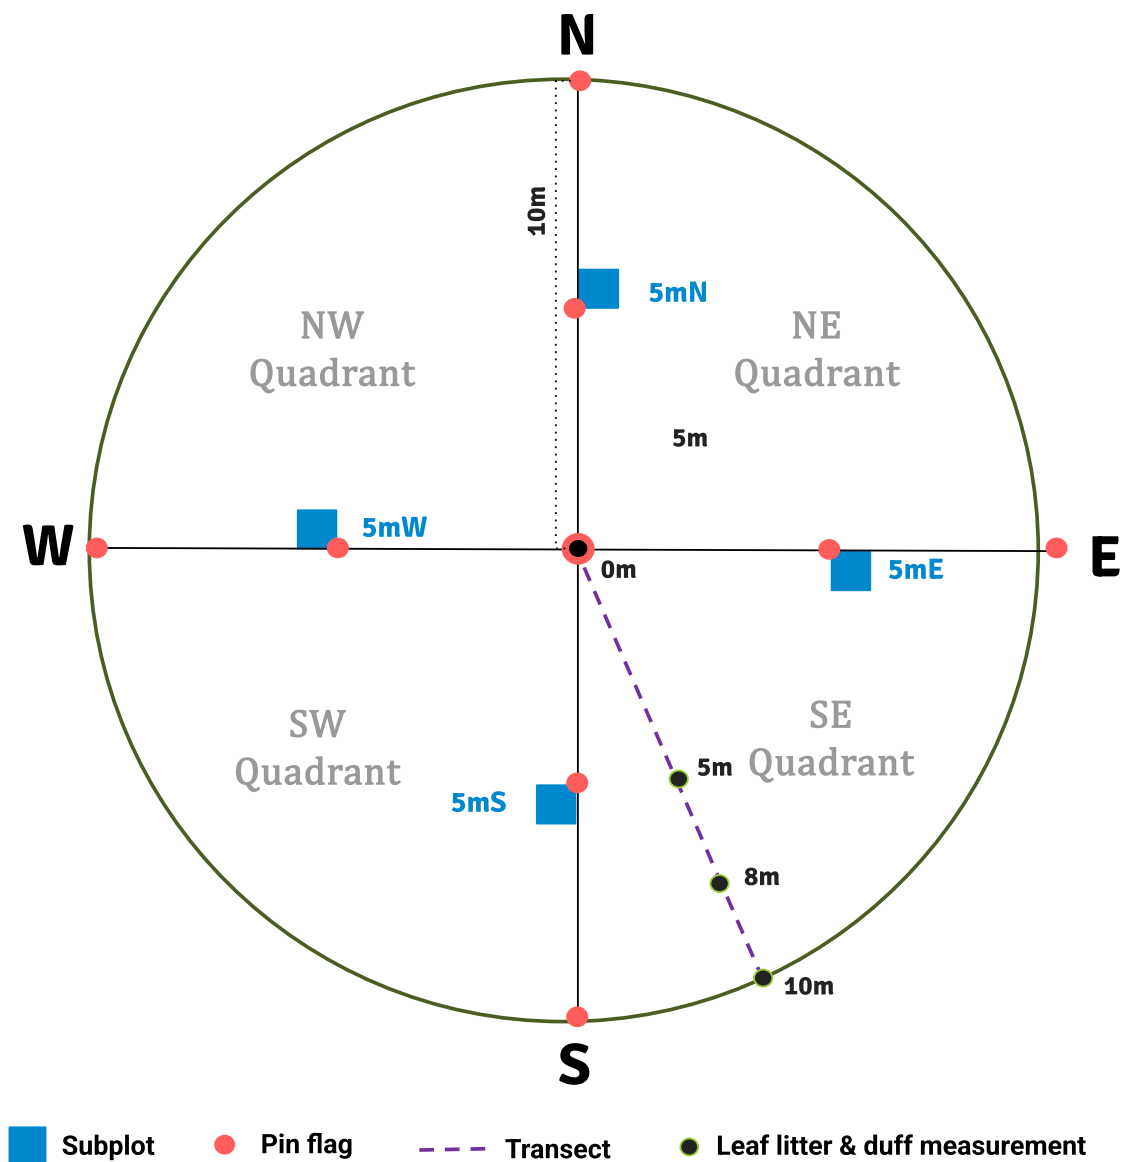 N
10m
5mN
NW
Quadrant
NE
Quadrant
5m
W
5mW
0m
5mE
E
SW
Quadrant
SE
Quadrant
5m
5mS
8m
10m
S
Subplot
Pin flag
Transect
Leaf litter & duff measurement